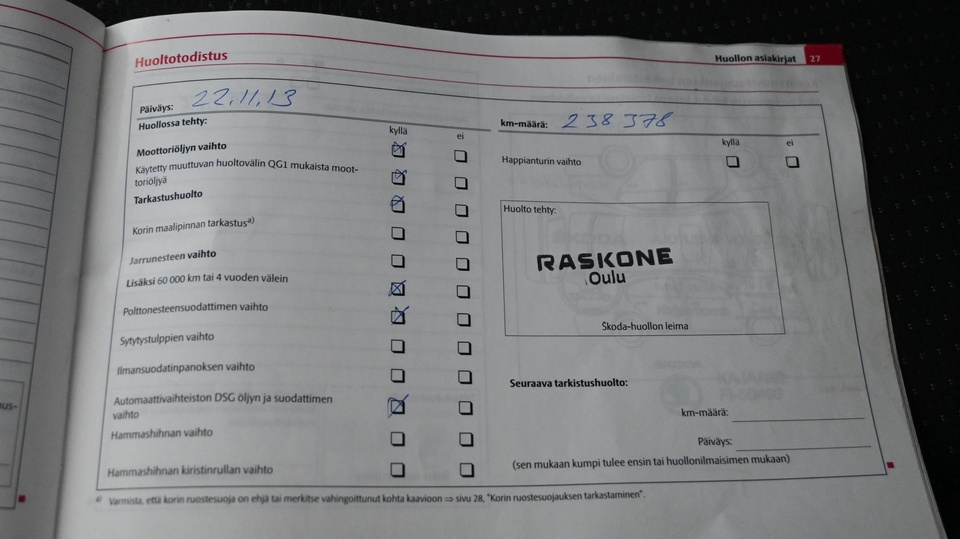 Huoltotodistus
Huollon asiakirjat 27
Päiväys: 22.11.13
Huollossa tehty:
kyllä ei
Moottoriöljyn vaihto
Käytetty muuttuvan huoltovälin QG1 mukaista moot-
toriöljyä
Tarkastushuolto
Korin maalipinnan tarkastusa)
Jarrunesteen vaihto
Lisäksi 60 000 km tai 4 vuoden välein
Polttonesteensuodattimen vaihto
Sytytystulppien vaihto
Ilmansuodatinpanoksen vaihto
Automaattivaihteiston DSG öljyn ja suodattimen
vaihto
Hammashihnan vaihto
Hammashihnan kiristinrullan vaihto
km-määrä: 238 378
kyllä ei
Happianturin vaihto
Huolto tehty:
RASKONE
Oulu
Škoda-huollon leima
Seuraava tarkistushuolto:
km-määrä:
Päiväys:
(sen mukaan kumpi tulee ensin tai huollonilmaisimen mukaan)
a) Varmista, että korin ruostesuoja on ehjä tai merkitse vahingoittunut kohta kaavioon ⇒ sivu 28, "Korin ruostesuojauksen tarkastaminen".
us-